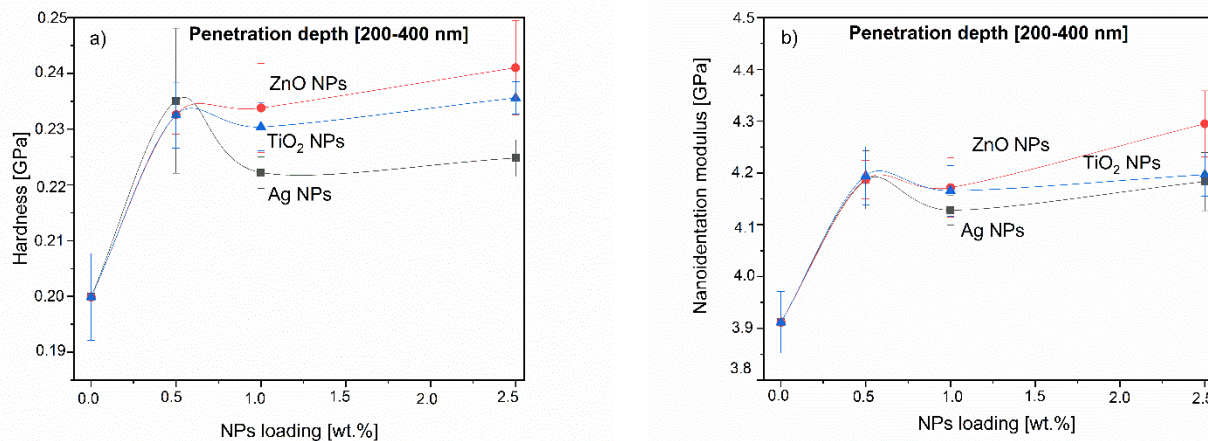 a)
Penetration depth [200-400 nm]
0.25
0.24
0.23
0.22
0.21
0.20
0.19
Hardness [GPa]
ZnO NPs
TiO₂ NPs
Ag NPs
0.0 0.5 1.0 1.5 2.0 2.5
NPs loading [wt.%]
b)
Penetration depth [200-400 nm]
4.5
4.4
4.3
4.2
4.1
4.0
3.9
3.8
Nanoidentation modulus [GPa]
ZnO NPs
TiO₂ NPs
Ag NPs
0.0 0.5 1.0 1.5 2.0 2.5
NPs loading [wt.%]